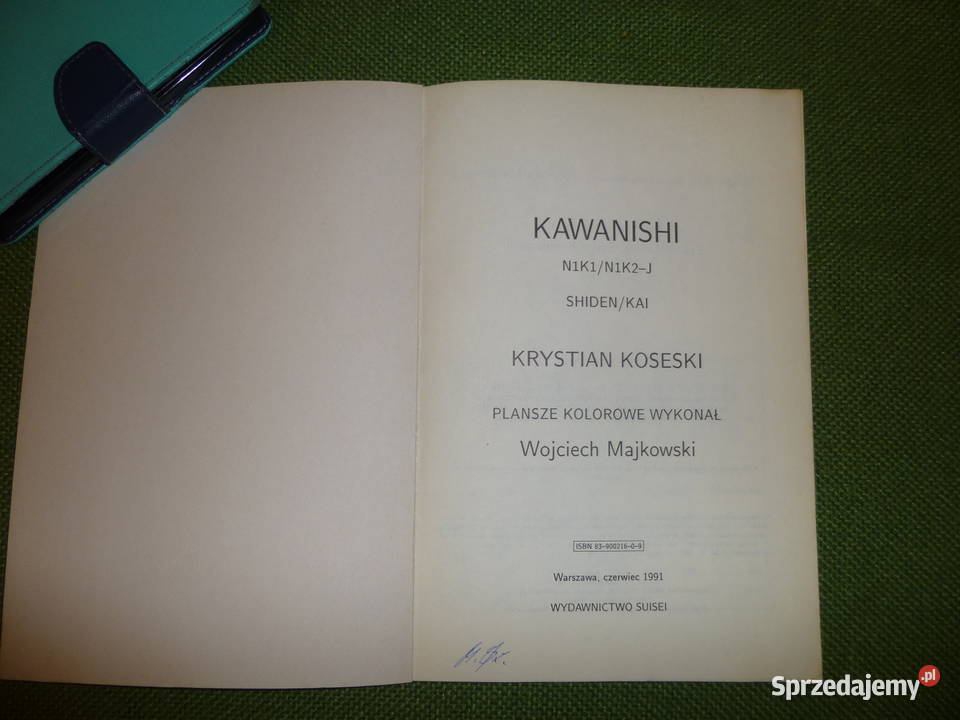 KAWANISHI
N1K1/N1K2–J
SHIDEN/KAI
KRYSTIAN KOSESKI
PLANSZE KOLOROWE WYKONAŁ
Wojciech Majkowski
ISBN 83–900216–0–9
Warszawa, czerwiec 1991
WYDAWNICTWO SUISEI
Sprzedajemy.pl